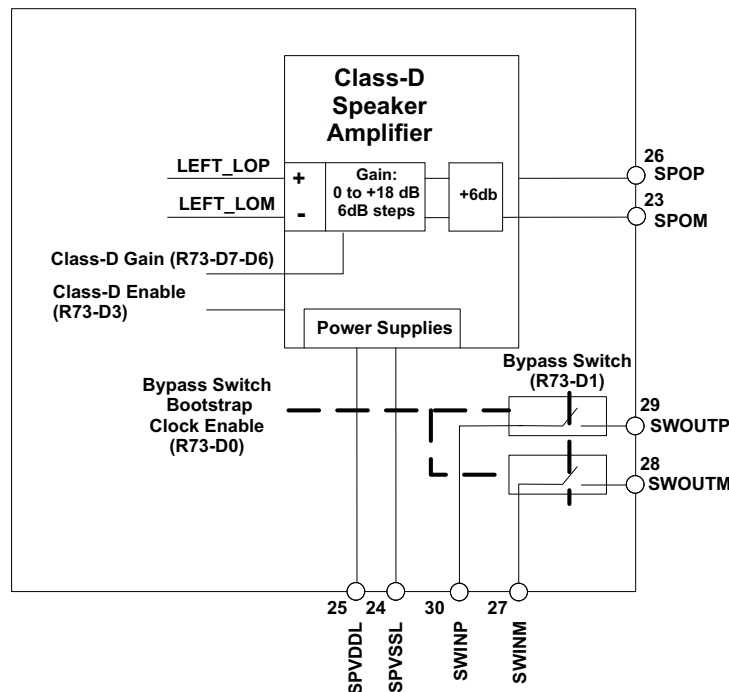 Class-D
Speaker
Amplifier
LEFT_LOP
LEFT_LOM
+
-
Gain:
0 to +18 dB
6dB steps
+6db
26
SPOP
23
SPOM
Class-D Gain (R73-D7-D6)
Class-D Enable
(R73-D3)
Power Supplies
Bypass Switch
(R73-D1)
Bypass Switch
Bootstrap
Clock Enable
(R73-D0)
29
SWOUTP
28
SWOUTM
25
24
30
27
SPVDDL
SPVSSL
SWINP
SWINM